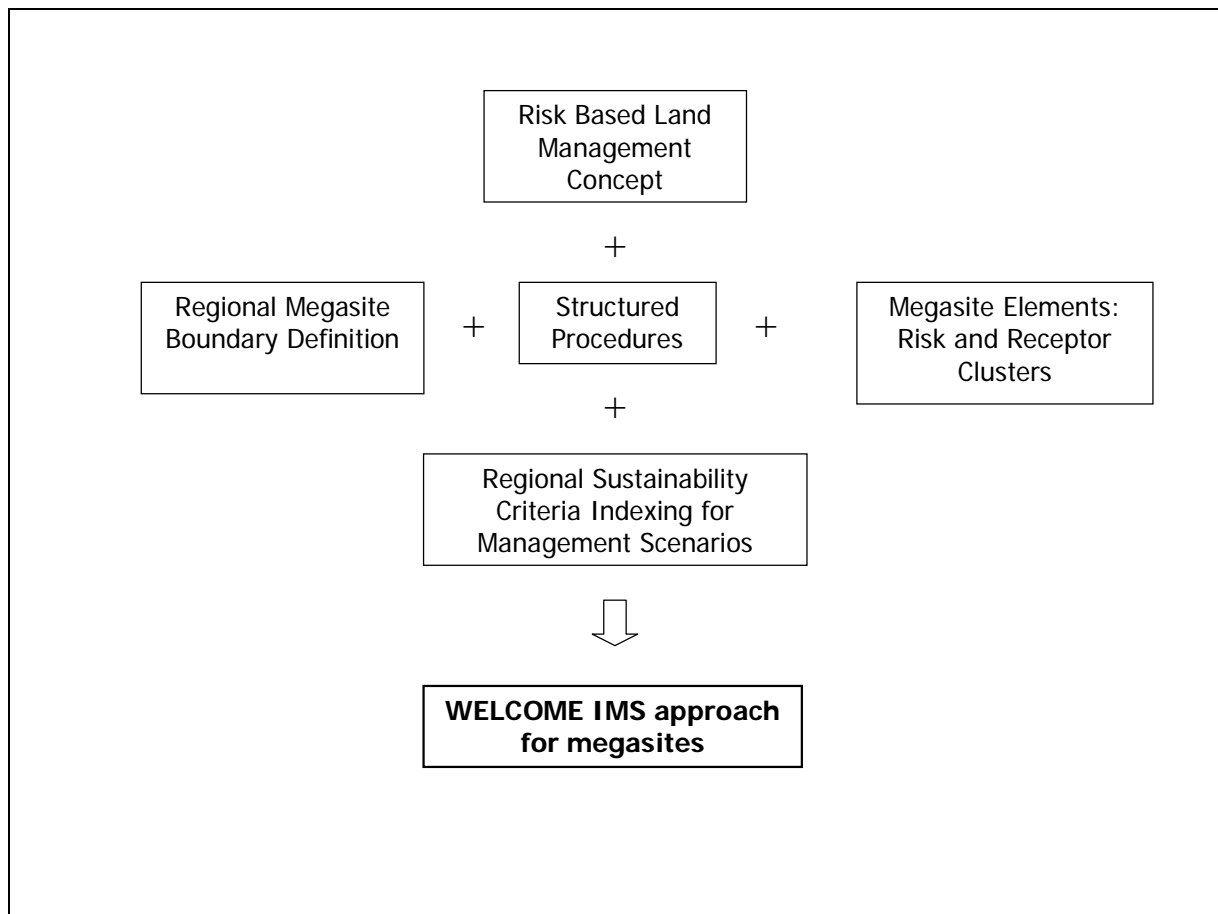 Risk Based Land
Management
Concept
+
Regional Megasite
Boundary Definition
+
Structured
Procedures
+
Megasite Elements:
Risk and Receptor
Clusters
+
Regional Sustainability
Criteria Indexing for
Management Scenarios
WELCOME IMS approach
for megasites